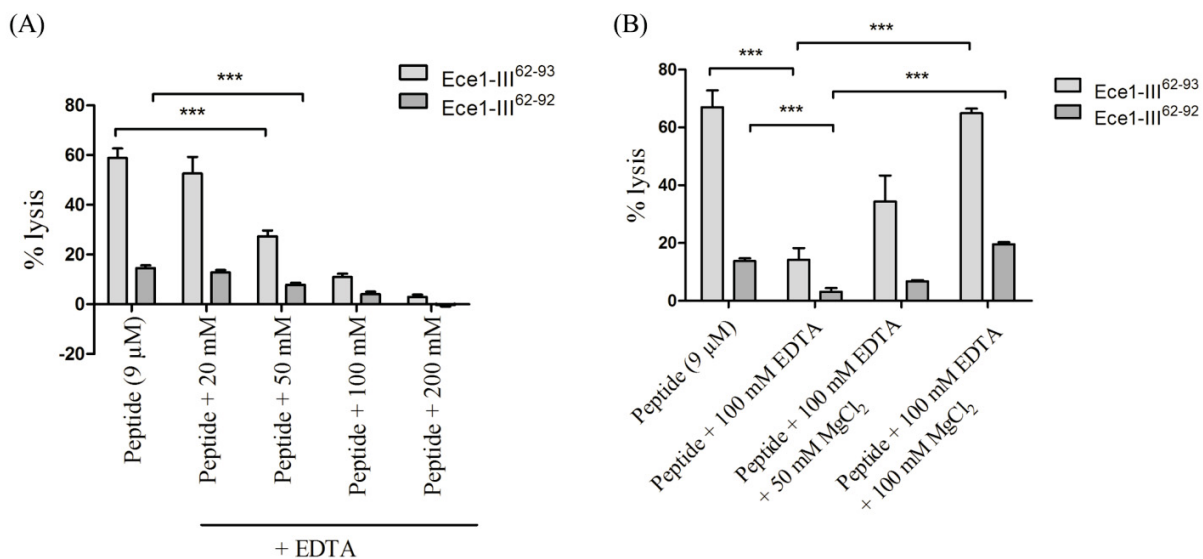 (A)
***
***
Ece1-III62-93
Ece1-III62-92
80
60
40
20
0
-20
% lysis
Peptide (9 µM)
Peptide + 20 mM
Peptide + 50 mM
Peptide + 100 mM
Peptide + 200 mM
+ EDTA
(B)
***
***
***
***
Ece1-III62-93
Ece1-III62-92
80
60
40
20
0
% lysis
Peptide (9 µM)
Peptide + 100 mM EDTA
Peptide + 100 mM EDTA
+ 50 mM MgCl2
Peptide + 100 mM EDTA
+ 100 mM MgCl2